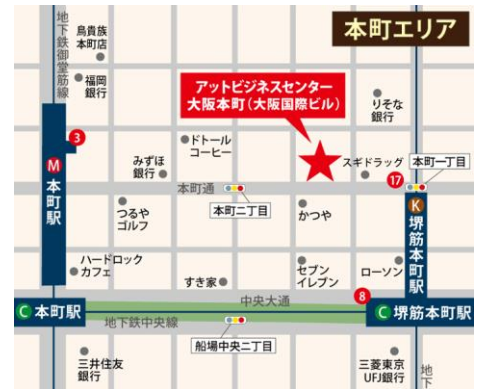 本町エリア
地下鉄御堂筋線
鳥貴族
本町店
福岡
銀行
アットビジネスセンター
大阪本町(大阪国際ビル)
りそな
銀行
3
M
本町駅
ドトール
コーヒー
みずほ
銀行
スギドラッグ
本町一丁目
17
本町通
本町二丁目
つるや
ゴルフ
かつや
K
堺筋本町駅
ハードロック
カフェ
すき家
セブン
イレブン
ローソン
8
中央大通
C本町駅
地下鉄中央線
C堺筋本町駅
船場中央二丁目
三井住友
銀行
三菱東京
UFJ銀行
地下